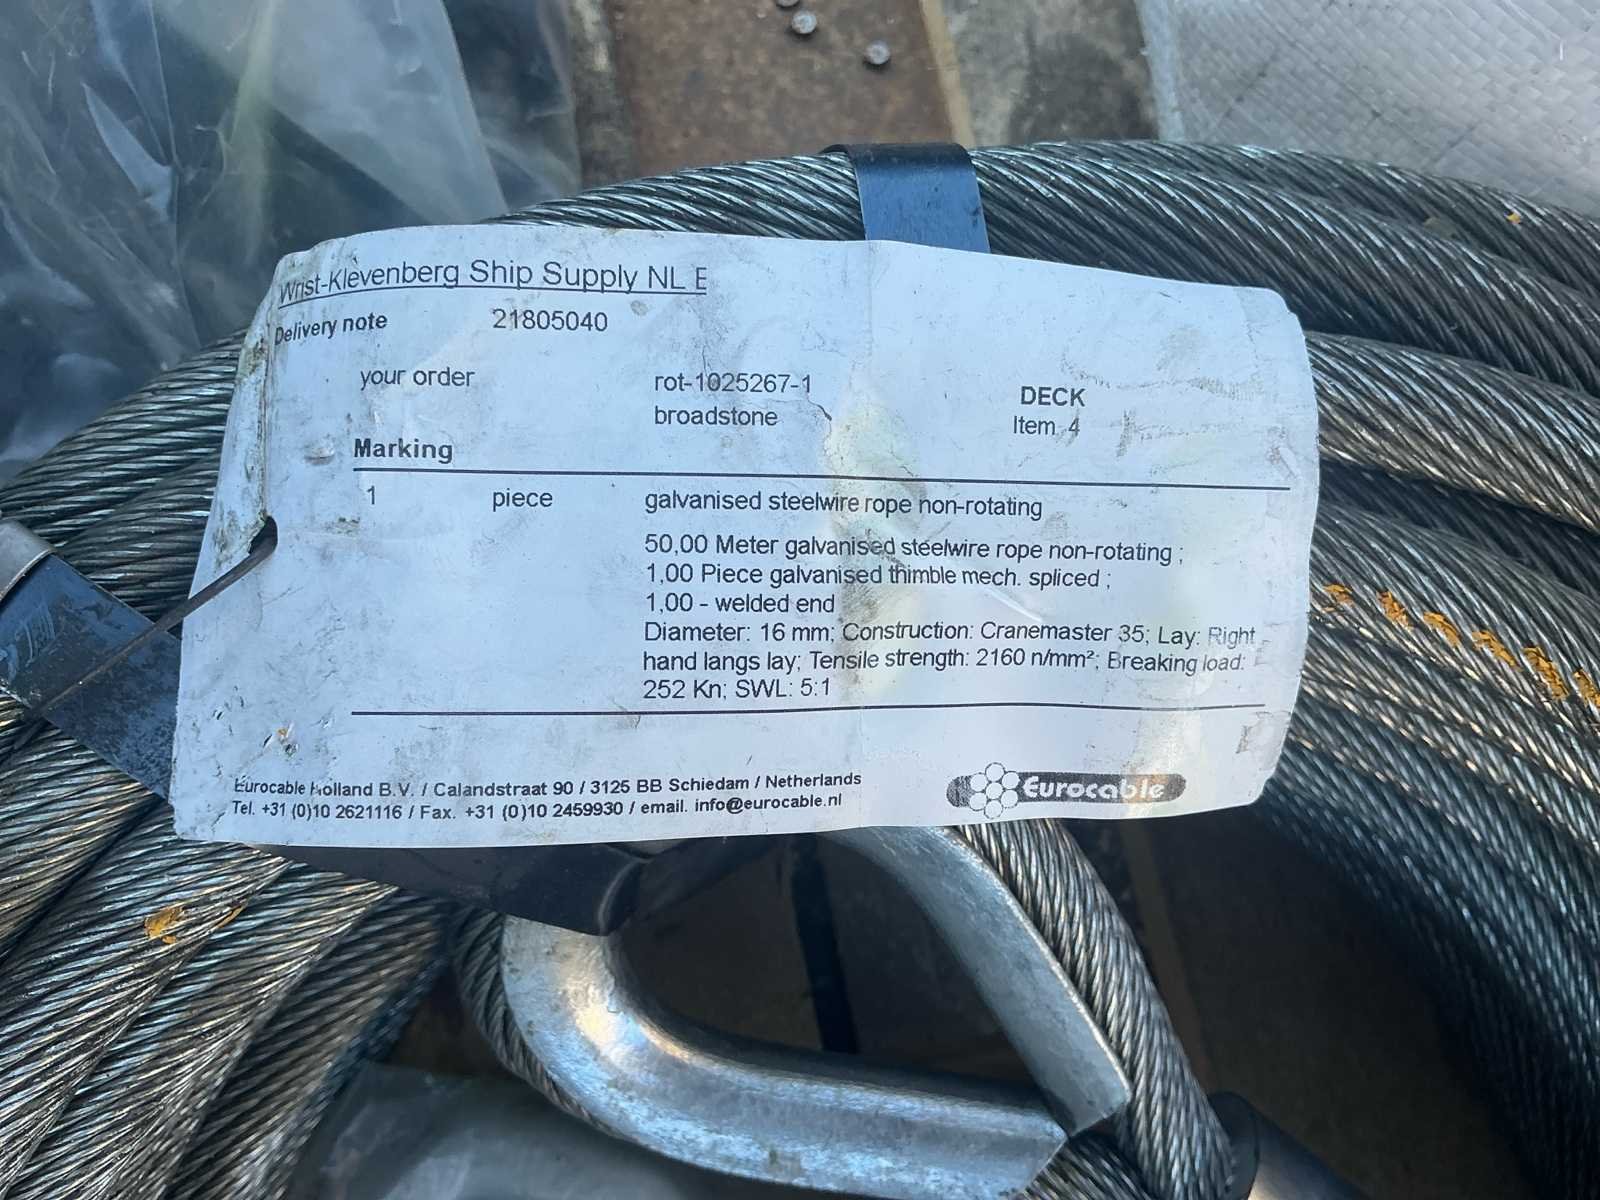 Wrist-Klevenberg Ship Supply NL
Delivery note 21805040
your order rot-1025267-1 DECK
broadstone Item. 4
Marking
1 piece galvanised steelwire rope non-rotating
50,00 Meter galvanised steelwire rope non-rotating ;
1,00 Piece galvanised thimble mech. spliced ;
1,00 - welded end
Diameter: 16 mm; Construction: Cranemaster 35; Lay: Right
hand langs lay; Tensile strength: 2160 n/mm²; Breaking load:
252 Kn; SWL: 5:1
Eurocable Holland B.V. / Calandstraat 90 / 3125 BB Schiedam / Netherlands
Tel. +31 (0)10 2621116 / Fax. +31 (0)10 2459930 / email. info@eurocable.nl
Eurocable